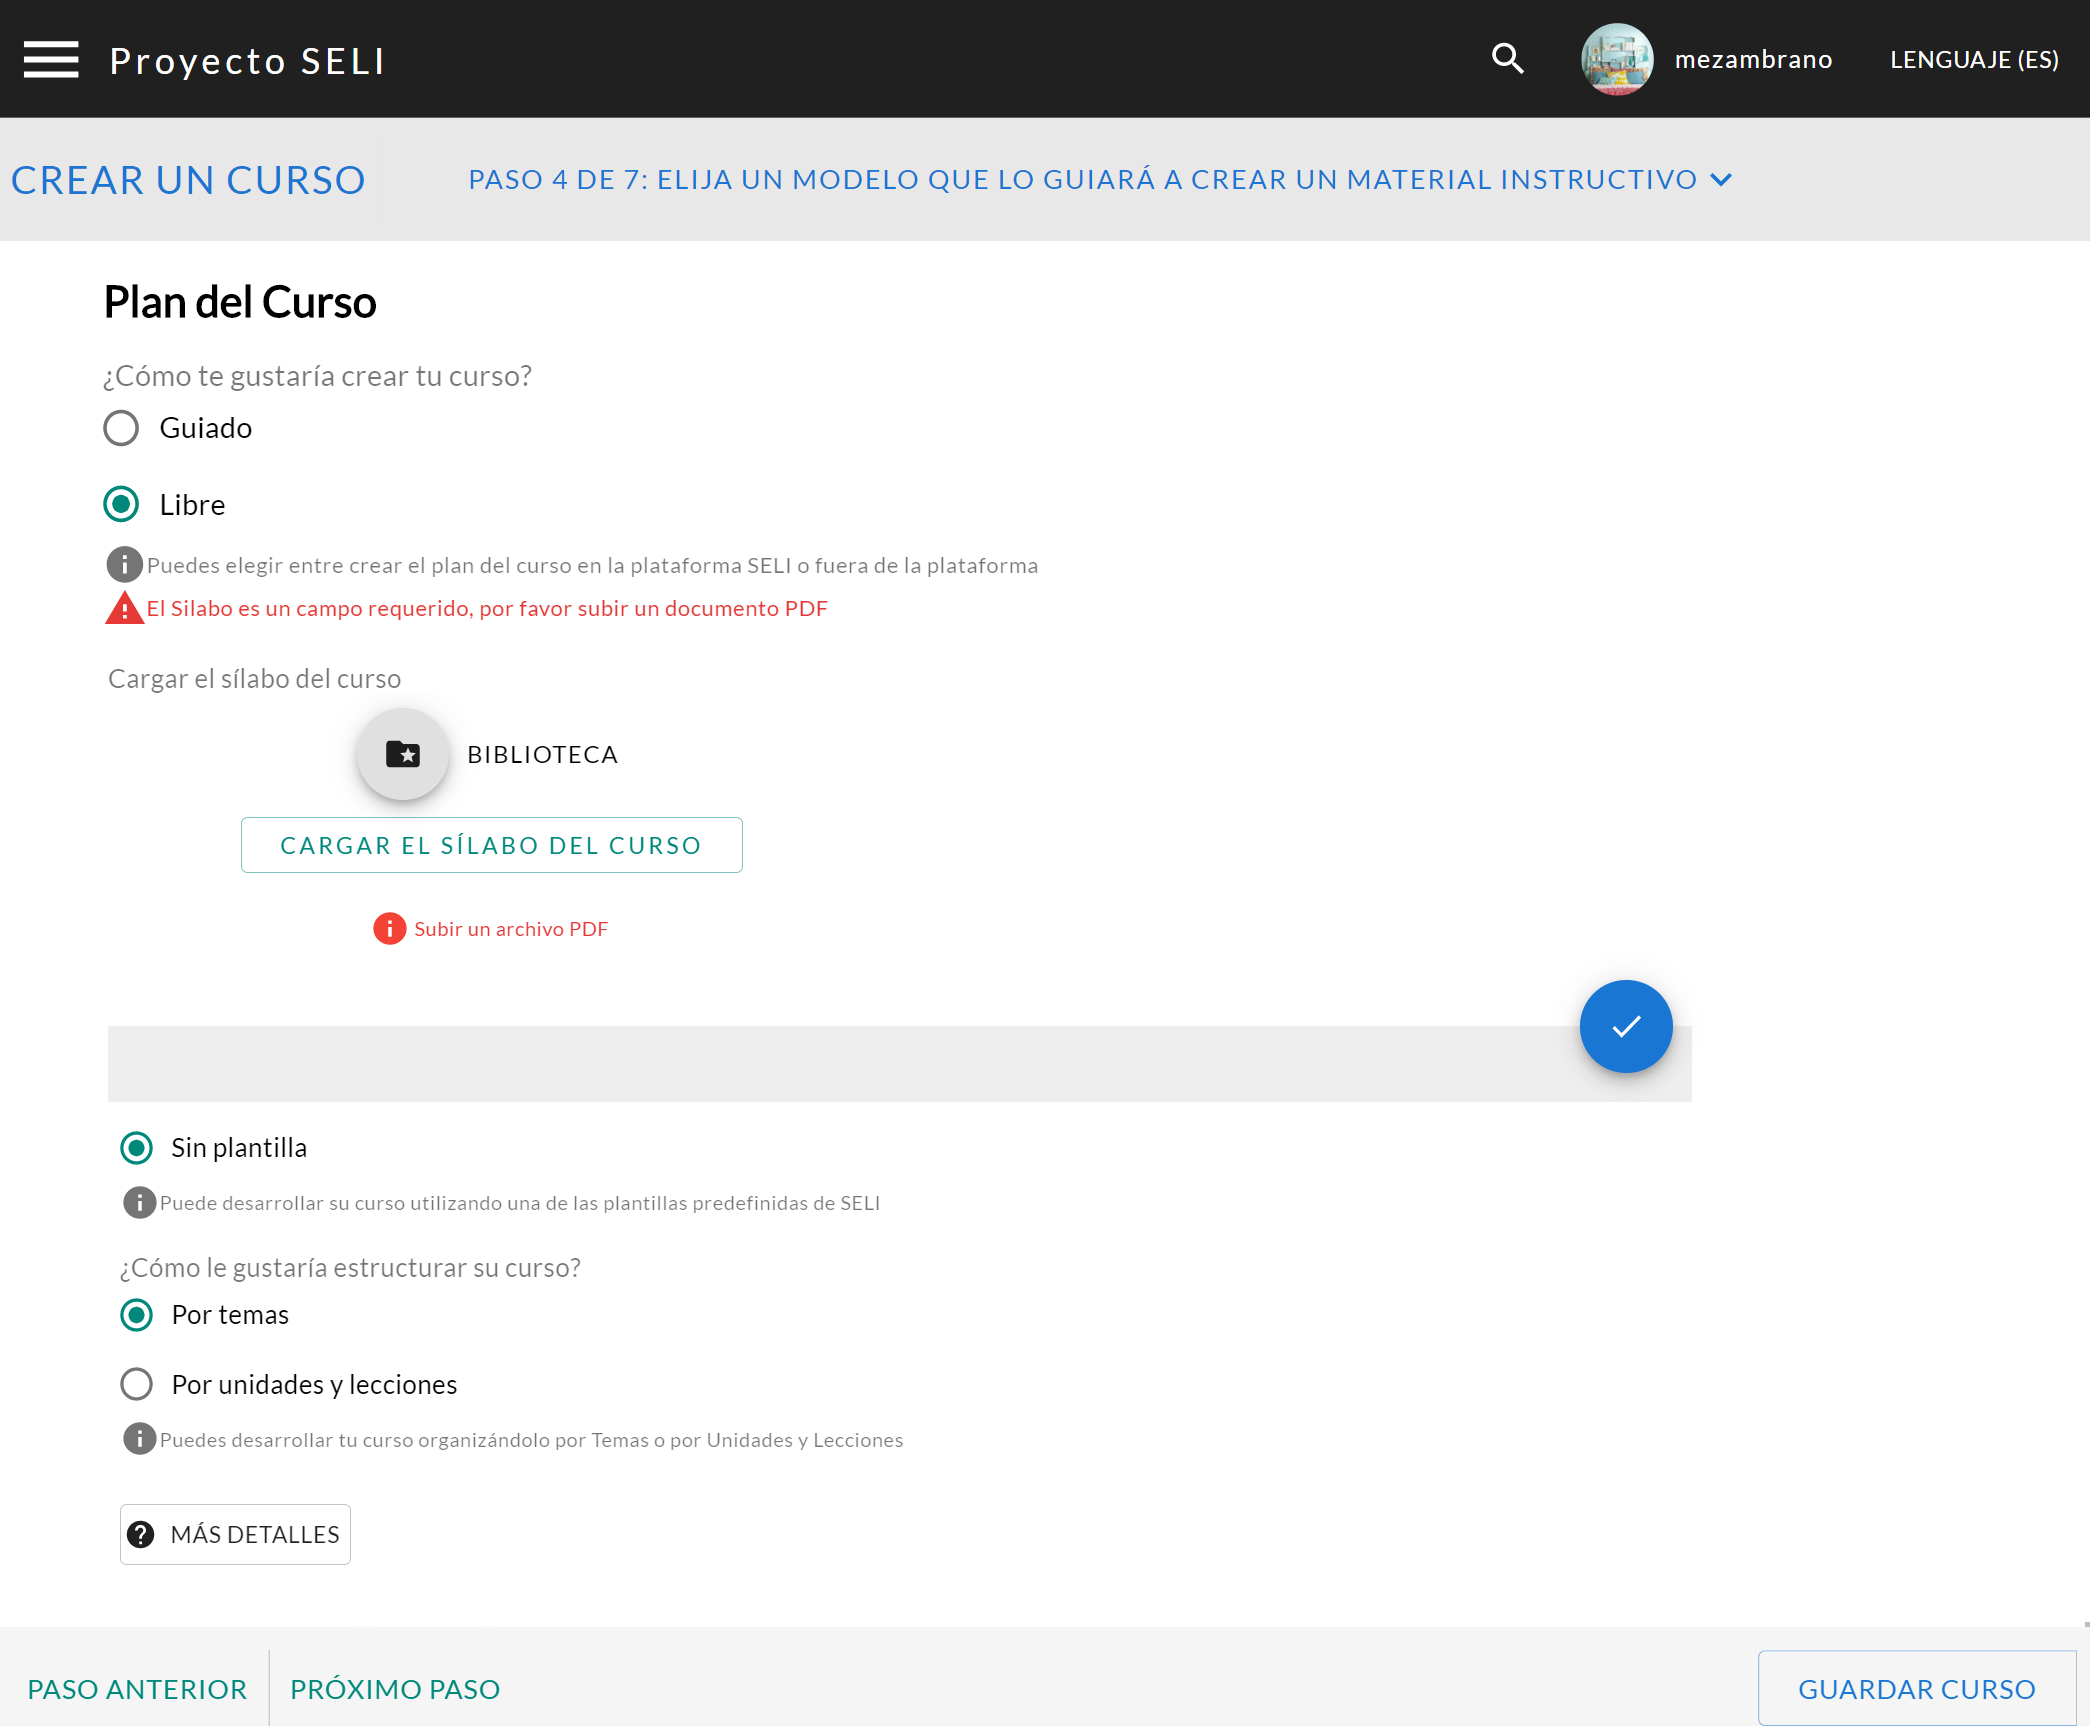 Proyecto SELI
mezambrano
LENGUAJE (ES)
CREAR UN CURSO
PASO 4 DE 7: ELIJA UN MODELO QUE LO GUIARÁ A CREAR UN MATERIAL INSTRUCTIVO
Plan del Curso
¿Cómo te gustaría crear tu curso?
Guiado
Libre
Puedes elegir entre crear el plan del curso en la plataforma SELI o fuera de la plataforma
El Silabo es un campo requerido, por favor subir un documento PDF
Cargar el sílabo del curso
BIBLIOTECA
CARGAR EL SÍLABO DEL CURSO
Subir un archivo PDF
Sin plantilla
Puede desarrollar su curso utilizando una de las plantillas predefinidas de SELI
¿Cómo le gustaría estructurar su curso?
Por temas
Por unidades y lecciones
Puedes desarrollar tu curso organizándolo por Temas o por Unidades y Lecciones
MÁS DETALLES
PASO ANTERIOR
PRÓXIMO PASO
GUARDAR CURSO